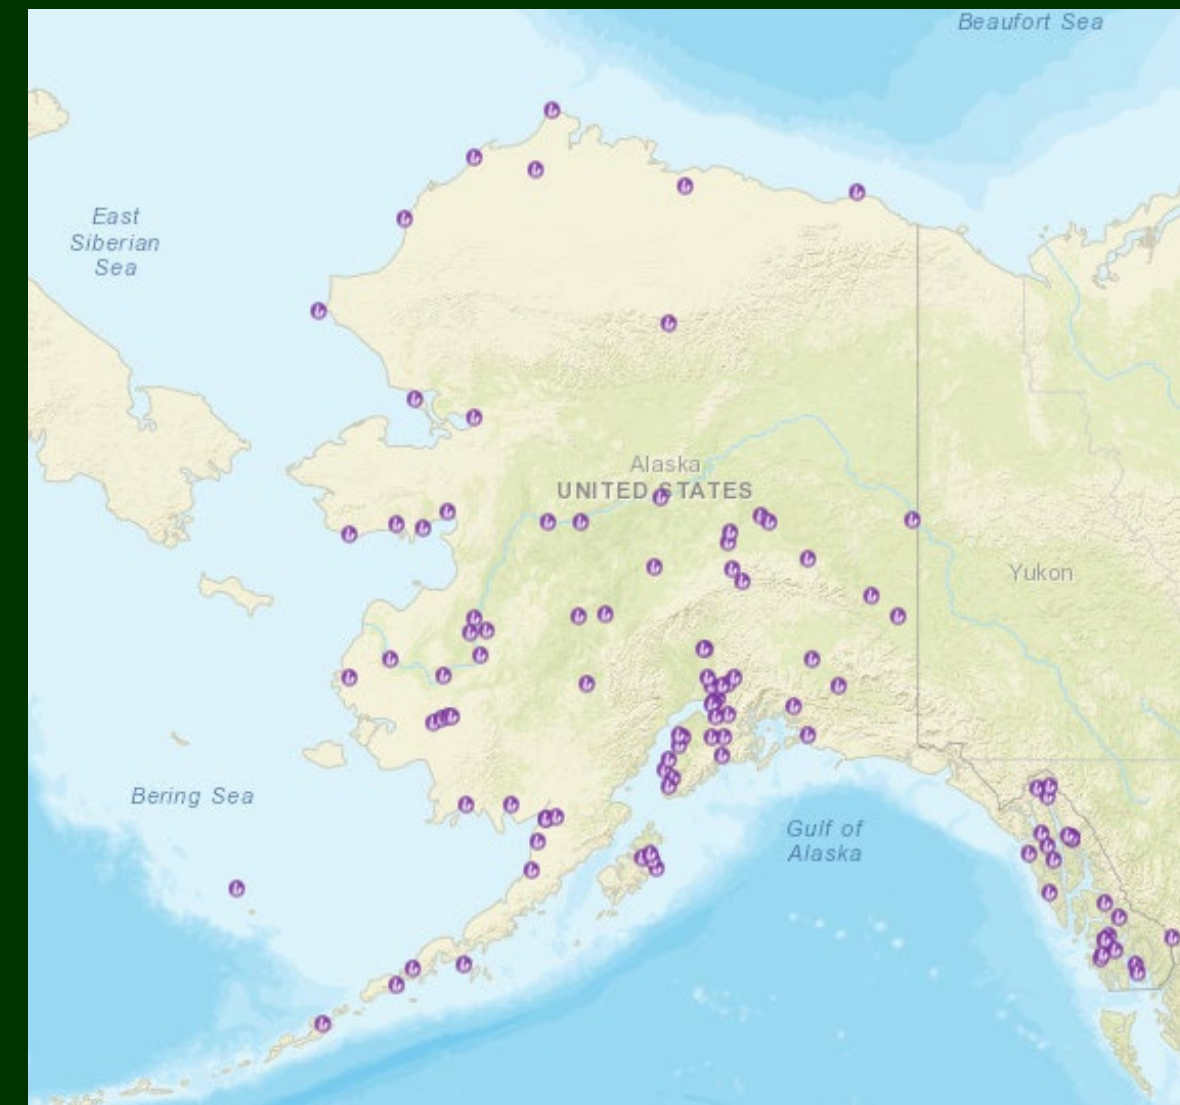 Beaufort Sea
East
Siberian
Sea
Alaska
UNITED STATES
Yukon
Bering Sea
Gulf of
Alaska